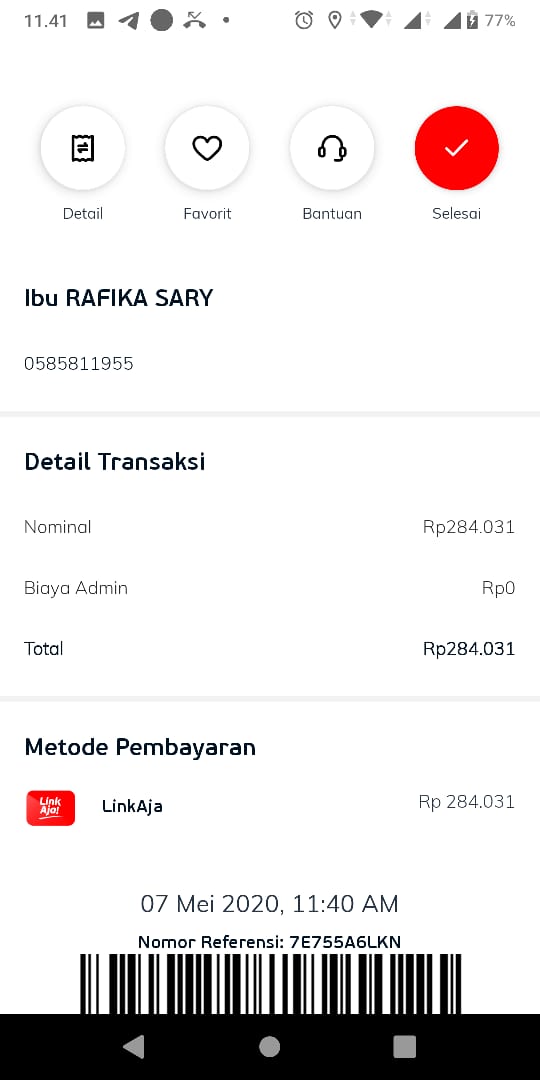 11.41 77%
Detail Favorit Bantuan Selesai
Ibu RAFIKA SARY
0585811955
Detail Transaksi
Nominal Rp284.031
Biaya Admin Rp0
Total Rp284.031
Metode Pembayaran
Link Aja!
LinkAja Rp 284.031
07 Mei 2020, 11:40 AM
Nomor Referensi: 7E755A6LKN